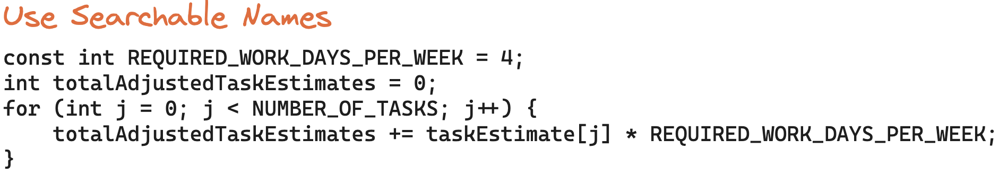 Use Searchable Names
const int REQUIRED_WORK_DAYS_PER_WEEK = 4;
int totalAdjustedTaskEstimates = 0;
for (int j = 0; j < NUMBER_OF_TASKS; j++) {
    totalAdjustedTaskEstimates += taskEstimate[j] * REQUIRED_WORK_DAYS_PER_WEEK;
}